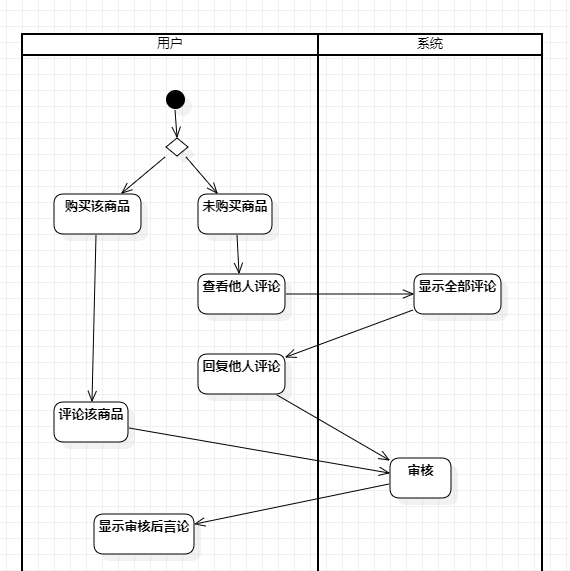 用户
系统
购买该商品
未购买商品
查看他人评论
显示全部评论
回复他人评论
评论该商品
审核
显示审核后言论